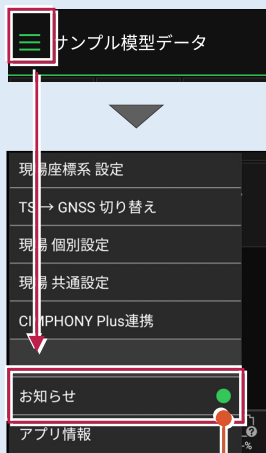 サンプル模型データ
現場座標系 設定
TS → GNSS 切り替え
現場 個別設定
現場 共通設定
CIMPHONY Plus連携
お知らせ
アプリ情報
-%